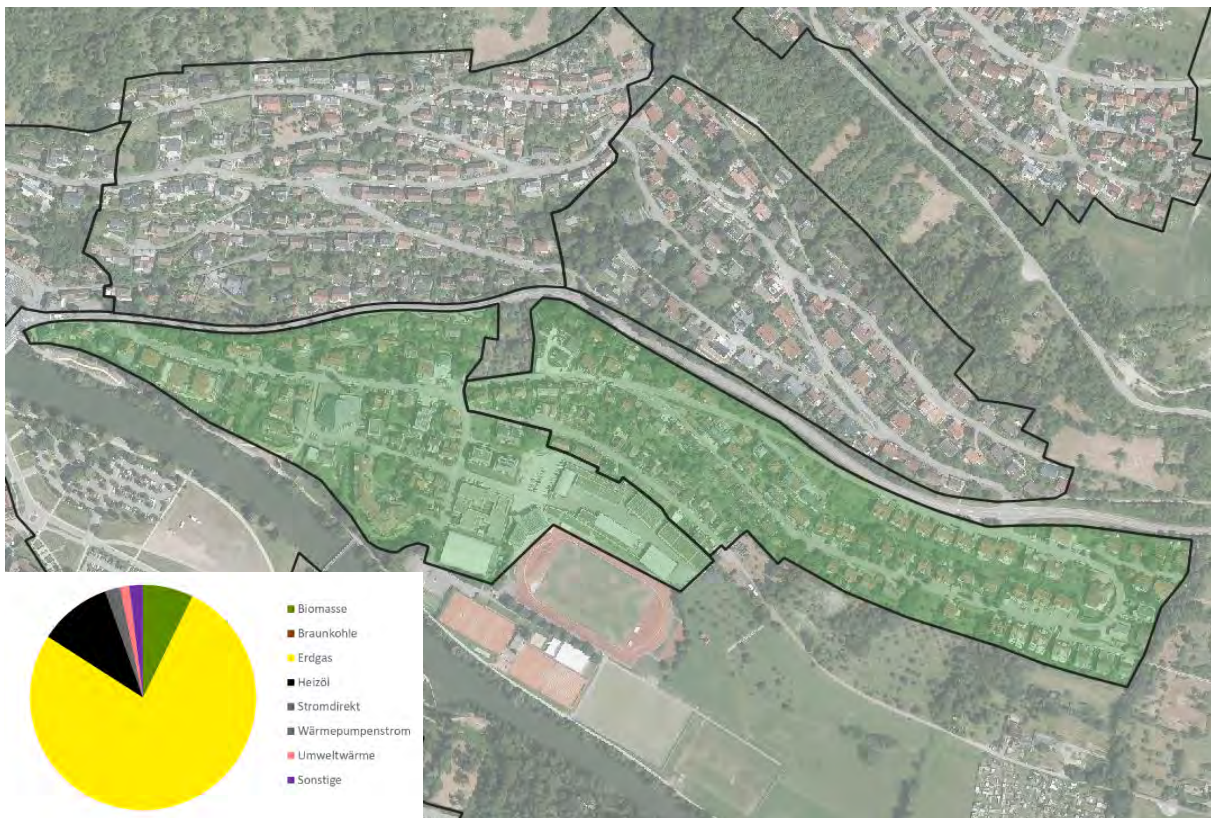 Biomasse
Braunkohle
Erdgas
Heizöl
Stromdirekt
Wärmepumpenstrom
Umweltwärme
Sonstige